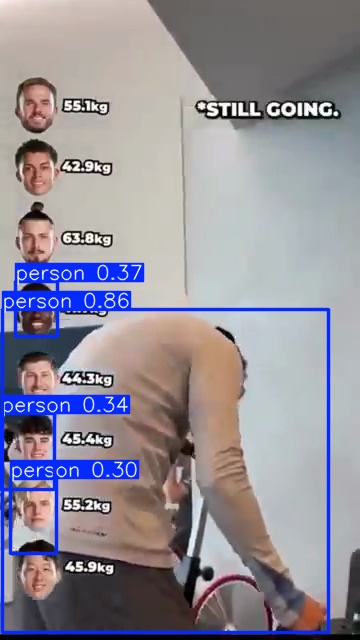 55.1kg
*STILL GOING.
42.9kg
63.8kg
person 0.37
person 0.86
44.3kg
person 0.34
45.4kg
person 0.30
55.2kg
45.9kg